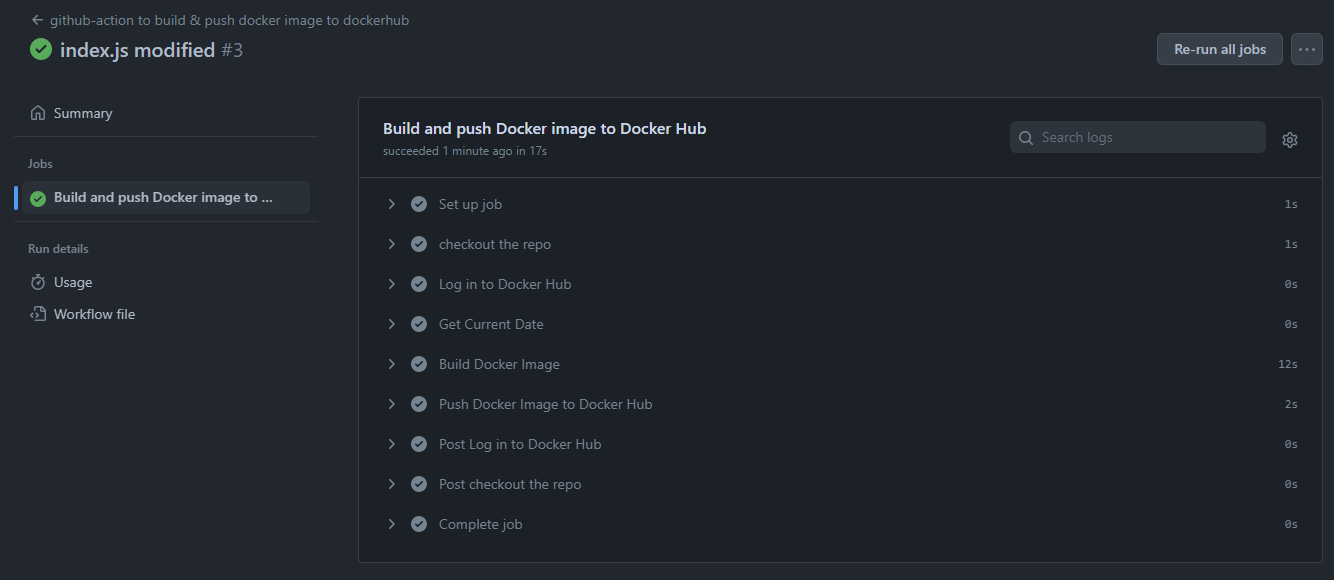 github-action to build & push docker image to dockerhub
index.js modified #3
Re-run all jobs
Summary
Jobs
Build and push Docker image to ...
Run details
Usage
Workflow file
Build and push Docker image to Docker Hub
succeeded 1 minute ago in 17s
Search logs
Set up job 1s
checkout the repo 1s
Log in to Docker Hub 0s
Get Current Date 0s
Build Docker Image 12s
Push Docker Image to Docker Hub 2s
Post Log in to Docker Hub 0s
Post checkout the repo 0s
Complete job 0s